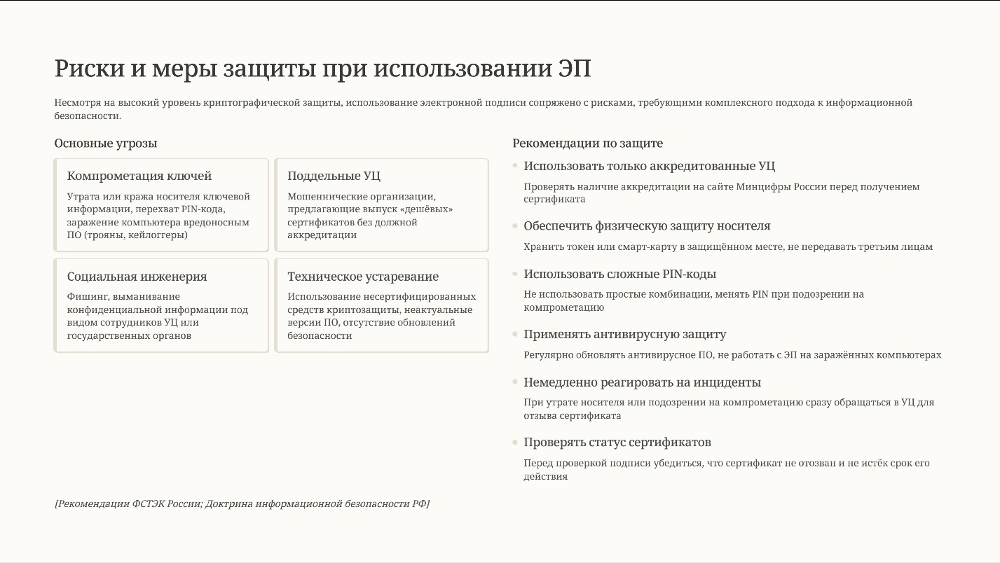 Риски и меры защиты при использовании ЭП
Несмотря на высокий уровень криптографической защиты, использование электронной подписи сопряжено с рисками, требующими комплексного подхода к информационной
безопасности.
Основные угрозы
Компрометация ключей
Утрата или кража носителя ключевой
информации, перехват PIN-кода,
заражение компьютера вредоносным
ПО (трояны, кейлоггеры)
Поддельные УЦ
Мошеннические организации,
предлагающие выпуск «дешёвых»
сертификатов без должной
аккредитации
Социальная инженерия
Фишинг, выманивание
конфиденциальной информации под
видом сотрудников УЦ или
государственных органов
Техническое устаревание
Использование несертифицированных
средств криптозащиты, неактуальные
версии ПО, отсутствие обновлений
безопасности
Рекомендации по защите
Использовать только аккредитованные УЦ
Проверять наличие аккредитации на сайте Минцифры России перед получением
сертификата
Обеспечить физическую защиту носителя
Хранить токен или смарт-карту в защищённом месте, не передавать третьим лицам
Использовать сложные PIN-коды
Не использовать простые комбинации, менять PIN при подозрении на
компрометацию
Применять антивирусную защиту
Регулярно обновлять антивирусное ПО, не работать с ЭП на заражённых компьютерах
Немедленно реагировать на инциденты
При утрате носителя или подозрении на компрометацию сразу обращаться в УЦ для
отзыва сертификата
Проверять статус сертификатов
Перед проверкой подписи убедиться, что сертификат не отозван и не истёк срок его
действия
[Рекомендации ФСТЭК России; Доктрина информационной безопасности РФ]